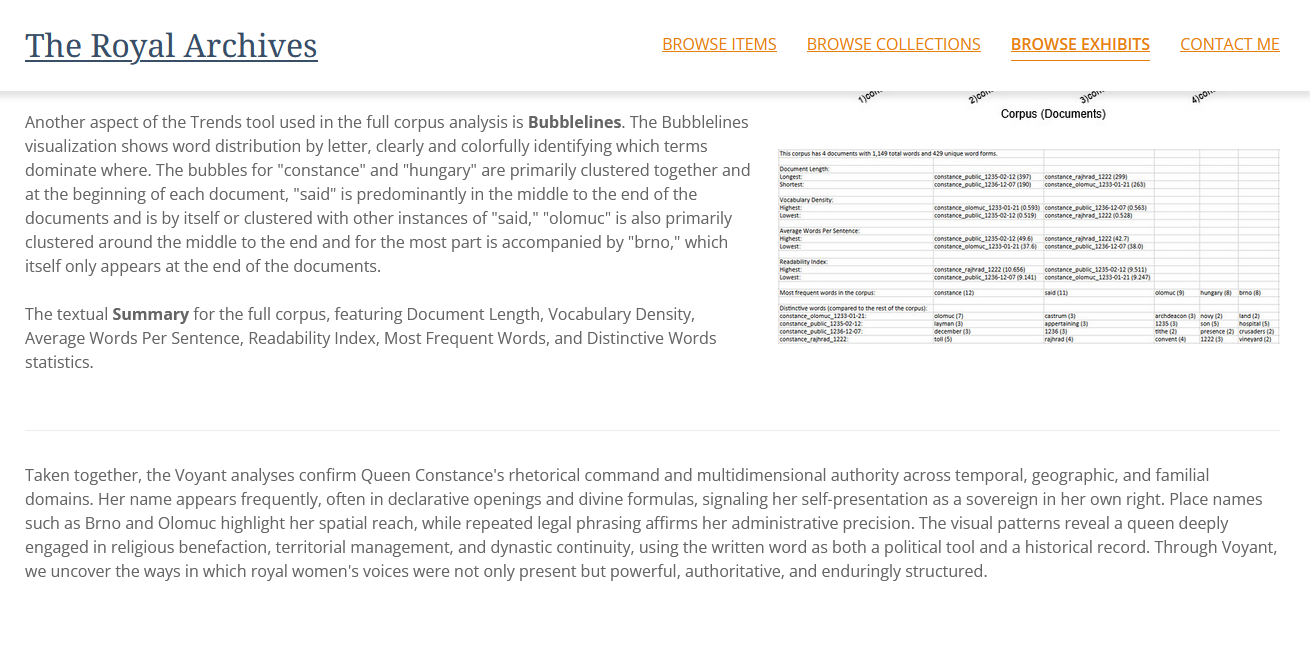 The Royal Archives
BROWSE ITEMS BROWSE COLLECTIONS BROWSE EXHIBITS CONTACT ME
Corpus (Documents)
Another aspect of the Trends tool used in the full corpus analysis is Bubblelines. The Bubblelines
visualization shows word distribution by letter, clearly and colorfully identifying which terms
dominate where. The bubbles for "constance" and "hungary" are primarily clustered together and
at the beginning of each document, "said" is predominantly in the middle to the end of the
documents and is by itself or clustered with other instances of "said," "olomuc" is also primarily
clustered around the middle to the end and for the most part is accompanied by "brno," which
itself only appears at the end of the documents.
The textual Summary for the full corpus, featuring Document Length, Vocabulary Density,
Average Words Per Sentence, Readability Index, Most Frequent Words, and Distinctive Words
statistics.
This corpus has 4 documents with 1,149 total words and 429 unique word forms.
Document Length:
Longest: constance_public_1235-02-12 (397) constance_rajhrad_1222 (299)
Shortest: constance_public_1236-12-07 (190) constance_olomuc_1233-01-21 (263)
Vocabulary Density:
Highest: constance_olomuc_1233-01-21 (0.593) constance_public_1236-12-07 (0.563)
Lowest: constance_public_1235-02-12 (0.519) constance_rajhrad_1222 (0.528)
Average Words Per Sentence:
Highest: constance_public_1235-02-12 (49.6) constance_rajhrad_1222 (42.7)
Lowest: constance_olomuc_1233-01-21 (37.6) constance_public_1236-12-07 (38.0)
Readability Index:
Highest: constance_rajhrad_1222 (10.656) constance_public_1235-02-12 (9.511)
Lowest: constance_public_1236-12-07 (9.141) constance_olomuc_1233-01-21 (9.247)
Most frequent words in the corpus: constance (12) said (11) olomuc (9) hungary (8) brno (8)
Distinctive words (compared to the rest of the corpus):
constance_olomuc_1233-01-21: olomuc (7) castrum (3) archdeacon (3) novy (2) land (2)
constance_public_1235-02-12: layman (3) appertaining (3) 1235 (3) son (5) hospital (5)
constance_public_1236-12-07: december (3) 1236 (3) tithe (2) presence (2) crusaders (2)
constance_rajhrad_1222: toll (5) rajhrad (4) convent (4) 1222 (3) vineyard (2)
Taken together, the Voyant analyses confirm Queen Constance's rhetorical command and multidimensional authority across temporal, geographic, and familial
domains. Her name appears frequently, often in declarative openings and divine formulas, signaling her self-presentation as a sovereign in her own right. Place names
such as Brno and Olomuc highlight her spatial reach, while repeated legal phrasing affirms her administrative precision. The visual patterns reveal a queen deeply
engaged in religious benefaction, territorial management, and dynastic continuity, using the written word as both a political tool and a historical record. Through Voyant,
we uncover the ways in which royal women's voices were not only present but powerful, authoritative, and enduringly structured.